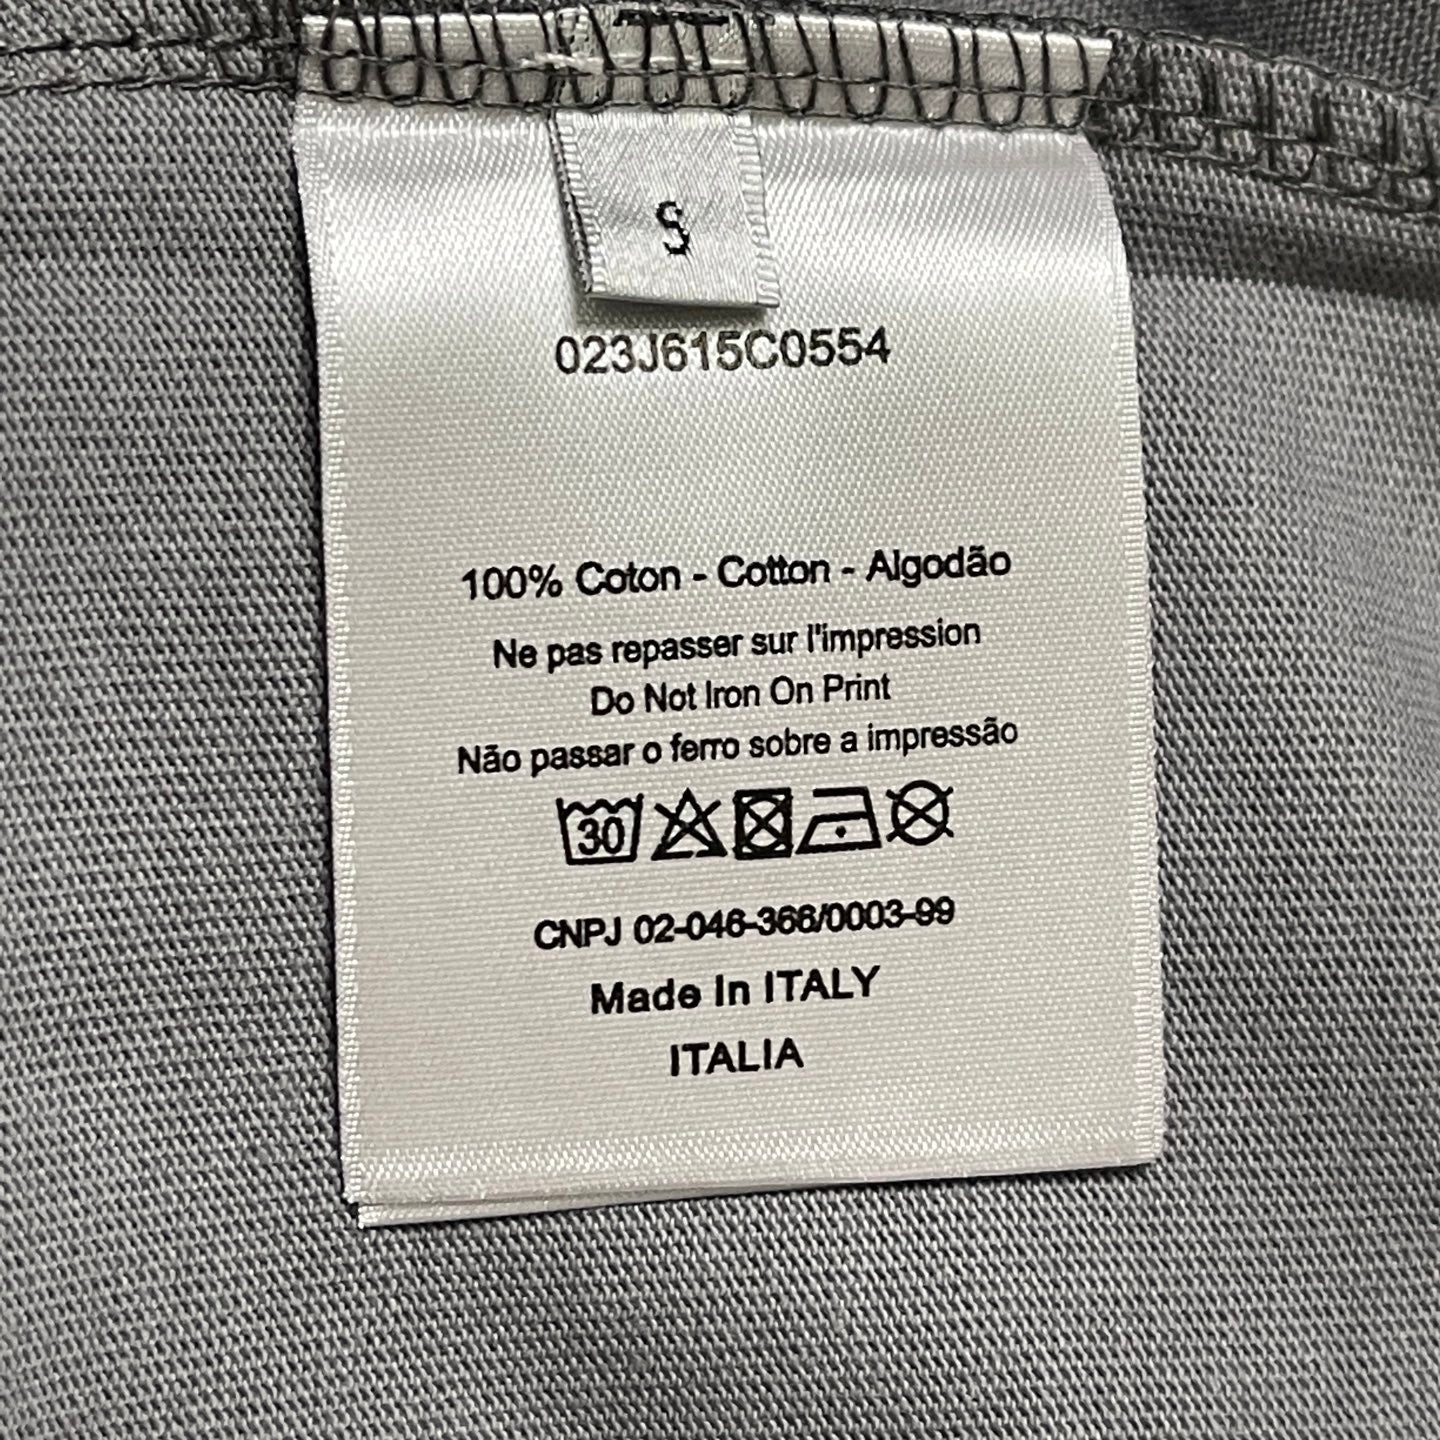 S
023J615C0554
100% Coton - Cotton - Algodão
Ne pas repasser sur l'impression
Do Not Iron On Print
Não passar o ferro sobre a impressão
30
CNPJ 02-046-366/0003-99
Made In ITALY
ITALIA